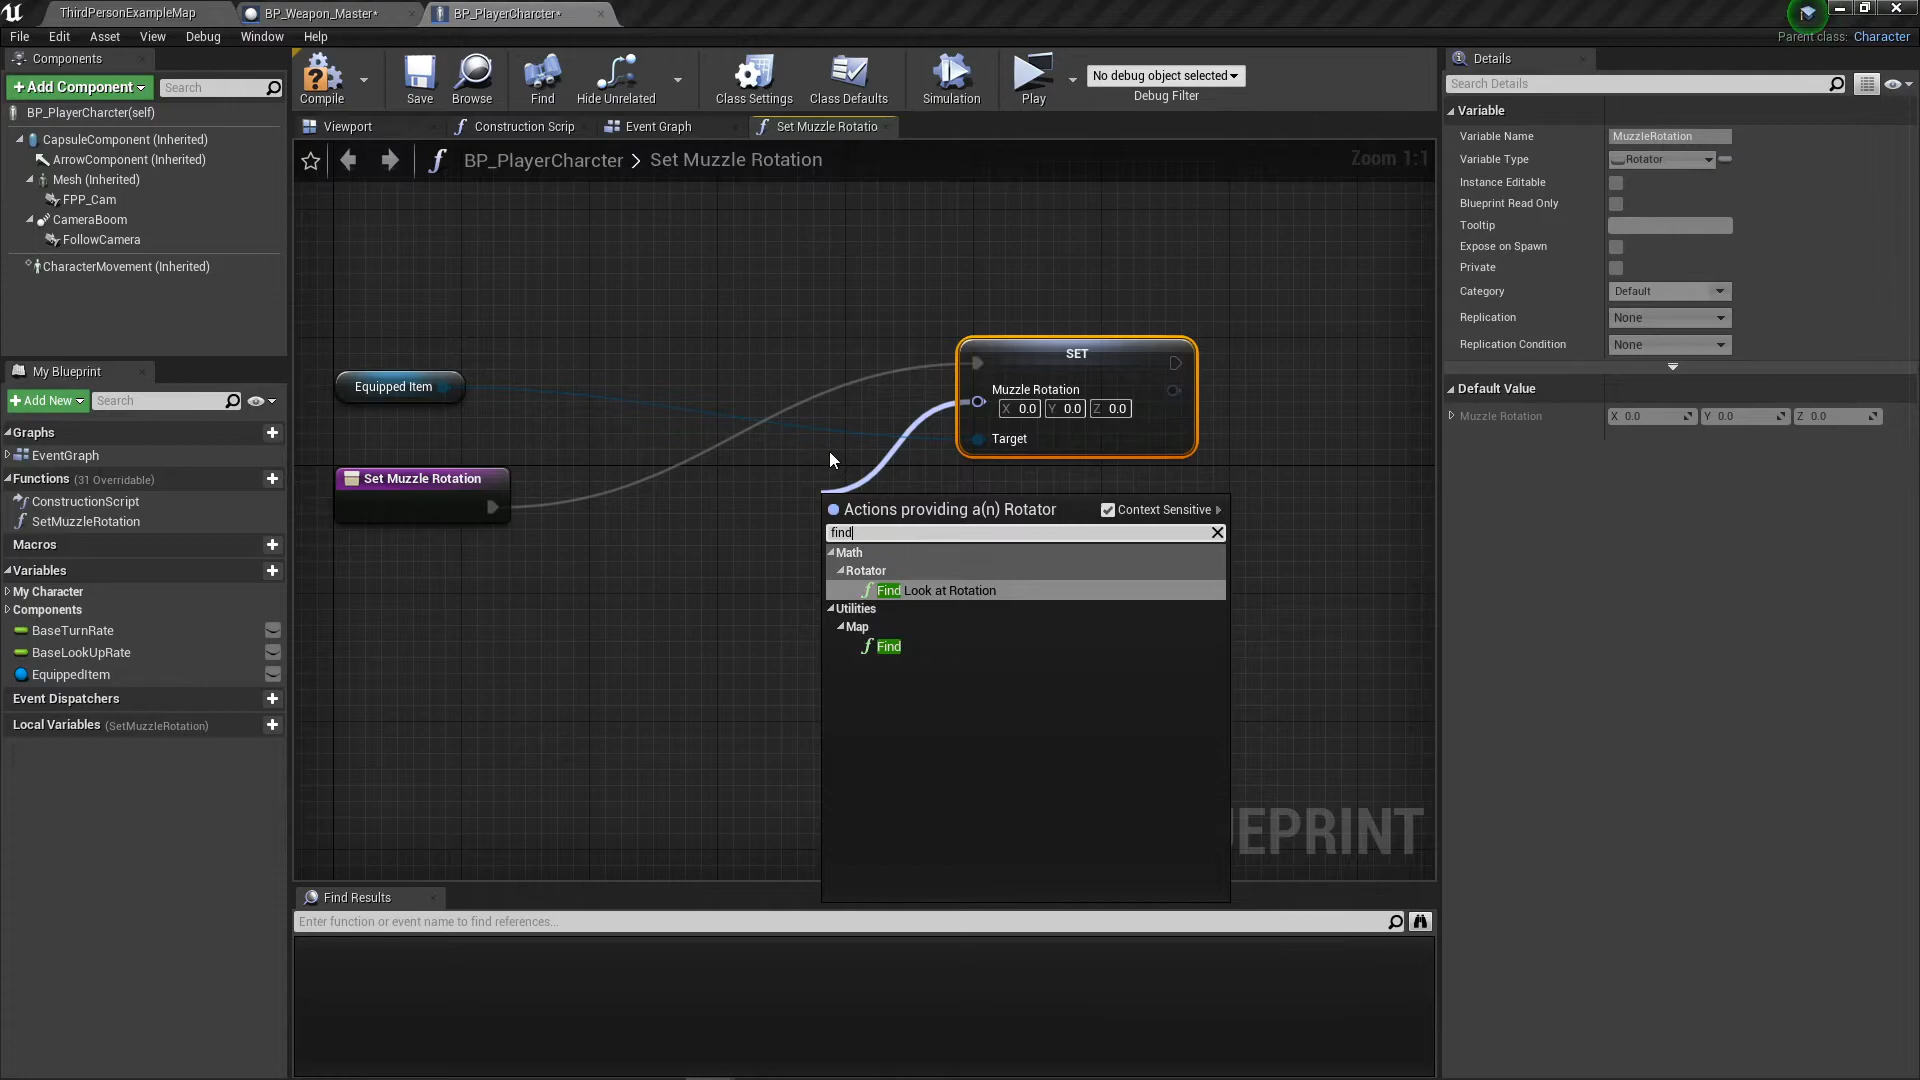 ThirdPersonExampleMap
BP_Weapon_Master*
BP_PlayerCharcter*
File Edit Asset View Debug Window Help
Parent class: Character
Components
+Add Component
Search
BP_PlayerCharcter(self)
CapsuleComponent (Inherited)
ArrowComponent (Inherited)
Mesh (Inherited)
FPP_Cam
CameraBoom
FollowCamera
CharacterMovement (Inherited)
My Blueprint
+Add New
Search
Graphs
EventGraph
Functions (31 Overridable)
ConstructionScript
SetMuzzleRotation
Macros
Variables
My Character
Components
BaseTurnRate
BaseLookUpRate
EquippedItem
Event Dispatchers
Local Variables (SetMuzzleRotation)
Compile
Save
Browse
Find
Hide Unrelated
Class Settings
Class Defaults
Simulation
Play
No debug object selected
Debug Filter
Viewport
Construction Scrip
Event Graph
Set Muzzle Rotatio
BP_PlayerCharcter > Set Muzzle Rotation
Zoom 1:1
Equipped Item
Set Muzzle Rotation
SET
Muzzle Rotation
X 0.0 Y 0.0 Z 0.0
Target
Actions providing a(n) Rotator
Context Sensitive
find
Math
Rotator
Find Look at Rotation
Utilities
Map
Find
EPRINT
Find Results
Enter function or event name to find references...
Details
Search Details
Variable
Variable Name MuzzleRotation
Variable Type Rotator
Instance Editable
Blueprint Read Only
Tooltip
Expose on Spawn
Private
Category Default
Replication None
Replication Condition None
Default Value
Muzzle Rotation X 0.0 Y 0.0 Z 0.0